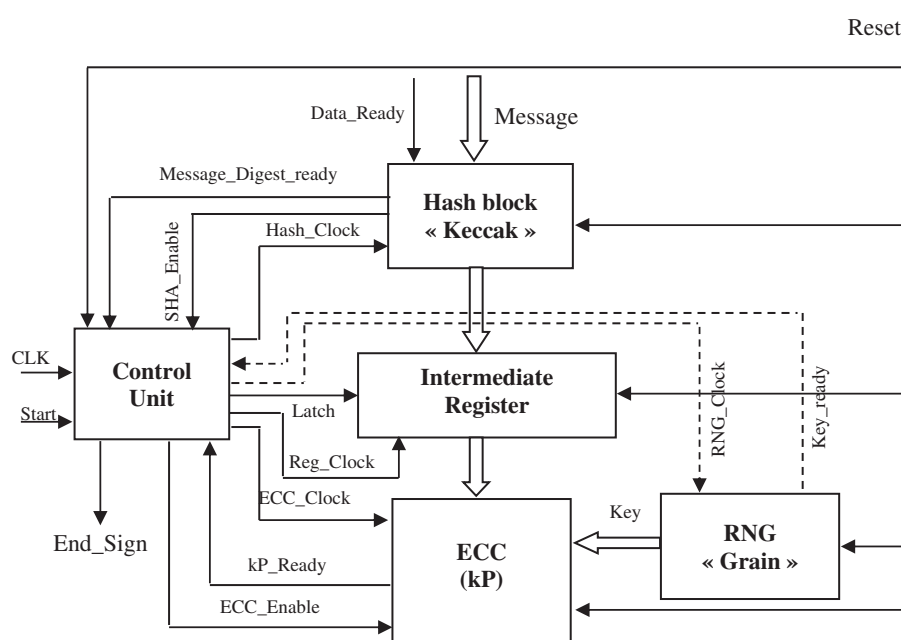 Reset
Data_Ready
Message
Message_Digest_ready
Hash block
« Keccak »
Hash_Clock
SHA_Enable
CLK
Control
Unit
Intermediate
Register
Start
Latch
RNG_Clock
Key_ready
Reg_Clock
ECC_Clock
Key
End_Sign
ECC
(kP)
RNG
« Grain »
kP_Ready
ECC_Enable